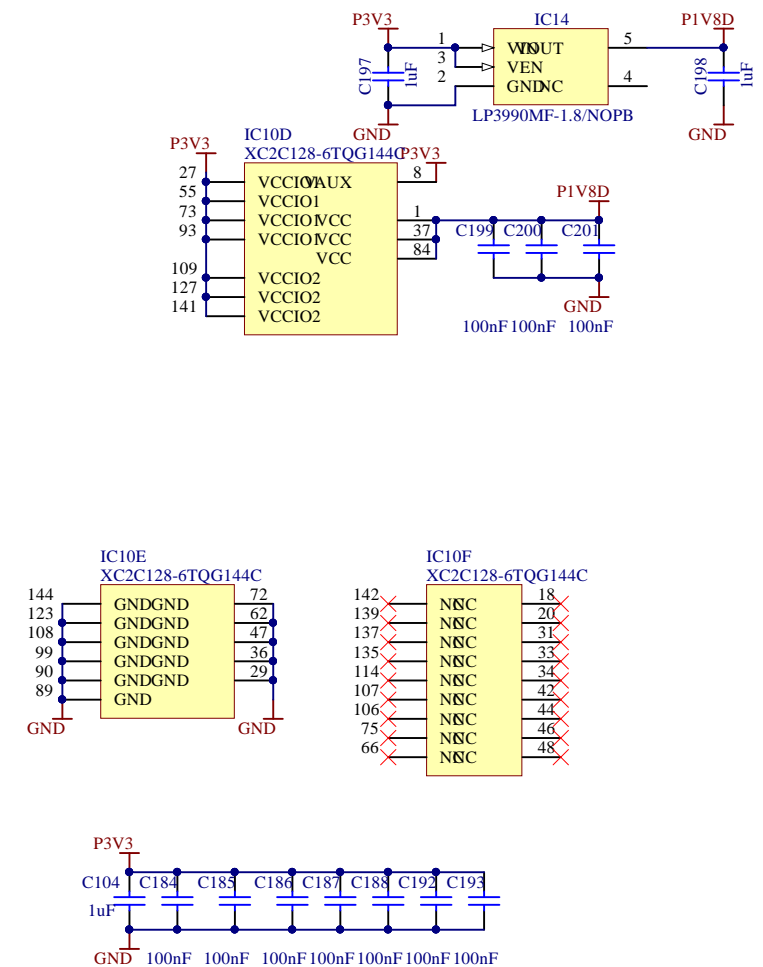 P3V3 IC14 P1V8D
1 VIN VOUT 5
3 VEN
2 GND NC 4
C197 1uF C198 1uF
LP3990MF-1.8/NOPB
GND GND
IC10D
P3V3 XC2C128-6TQG144C P3V3
27 VCCIO1 VAUX 8
55 VCCIO1
73 VCCIO1 VCC 1
93 VCCIO1 VCC 37
VCC 84
109 VCCIO2
127 VCCIO2
141 VCCIO2
P1V8D
C199 C200 C201
GND
100nF 100nF 100nF
IC10E
XC2C128-6TQG144C
144 GND GND 72
123 GND GND 62
108 GND GND 47
99 GND GND 36
90 GND GND 29
89 GND
GND GND
IC10F
XC2C128-6TQG144C
142 NC NC 18
139 NC NC 20
137 NC NC 31
135 NC NC 33
114 NC NC 34
107 NC NC 42
106 NC NC 44
75 NC NC 46
66 NC NC 48
P3V3
C104 C184 C185 C186 C187 C188 C192 C193
1uF
GND 100nF 100nF 100nF 100nF 100nF 100nF 100nF